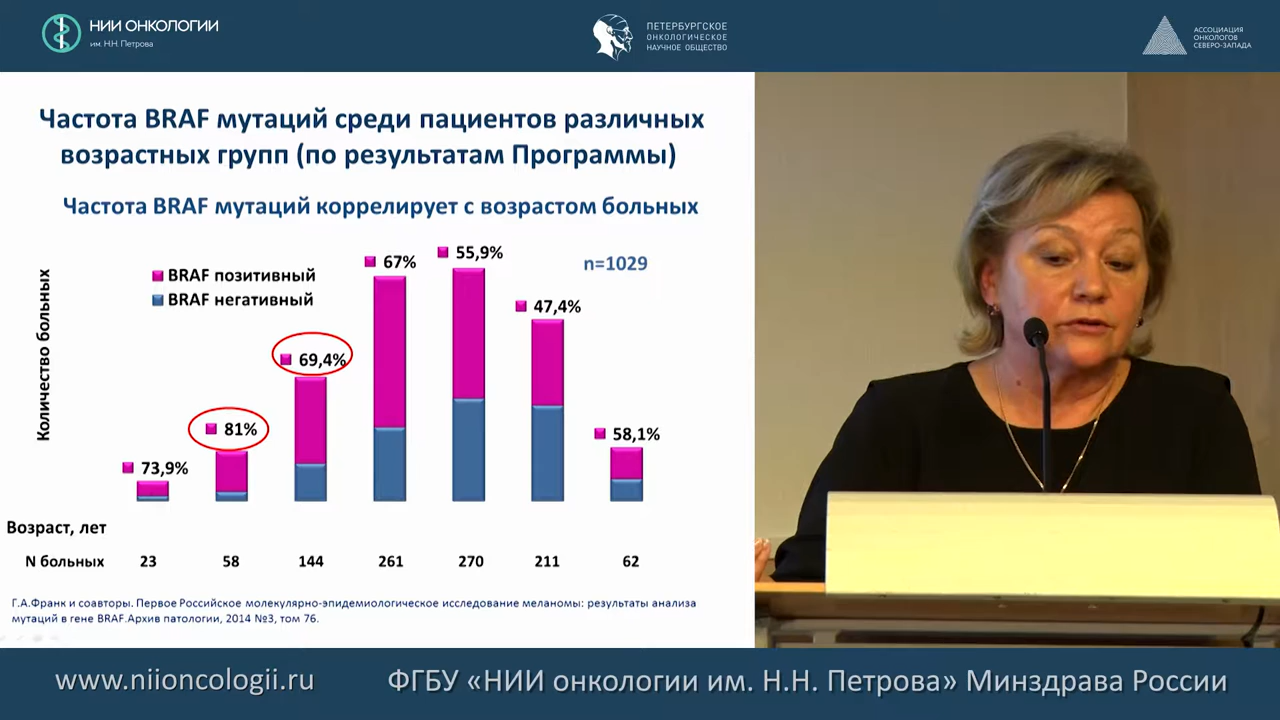 НИИ ОНКОЛОГИИ
им. Н.Н. Петрова
ПЕТЕРБУРГСКОЕ
ОНКОЛОГИЧЕСКОЕ
НАУЧНОЕ ОБЩЕСТВО
АССОЦИАЦИЯ
ОНКОЛОГОВ
СЕВЕРО-ЗАПАДА
Частота BRAF мутаций среди пациентов различных
возрастных групп (по результатам Программы)
Частота BRAF мутаций коррелирует с возрастом больных
Количество больных
BRAF позитивный
BRAF негативный
n=1029
73,9%
81%
69,4%
67%
55,9%
47,4%
58,1%
Возраст, лет
N больных 23 58 144 261 270 211 62
Г.А.Франк и соавторы. Первое Российское молекулярно-эпидемиологическое исследование меланомы: результаты анализа
мутаций в гене BRAF.Архив патологии, 2014 №3, том 76.
www.niioncologii.ru
ФГБУ «НИИ онкологии им. Н.Н. Петрова» Минздрава России